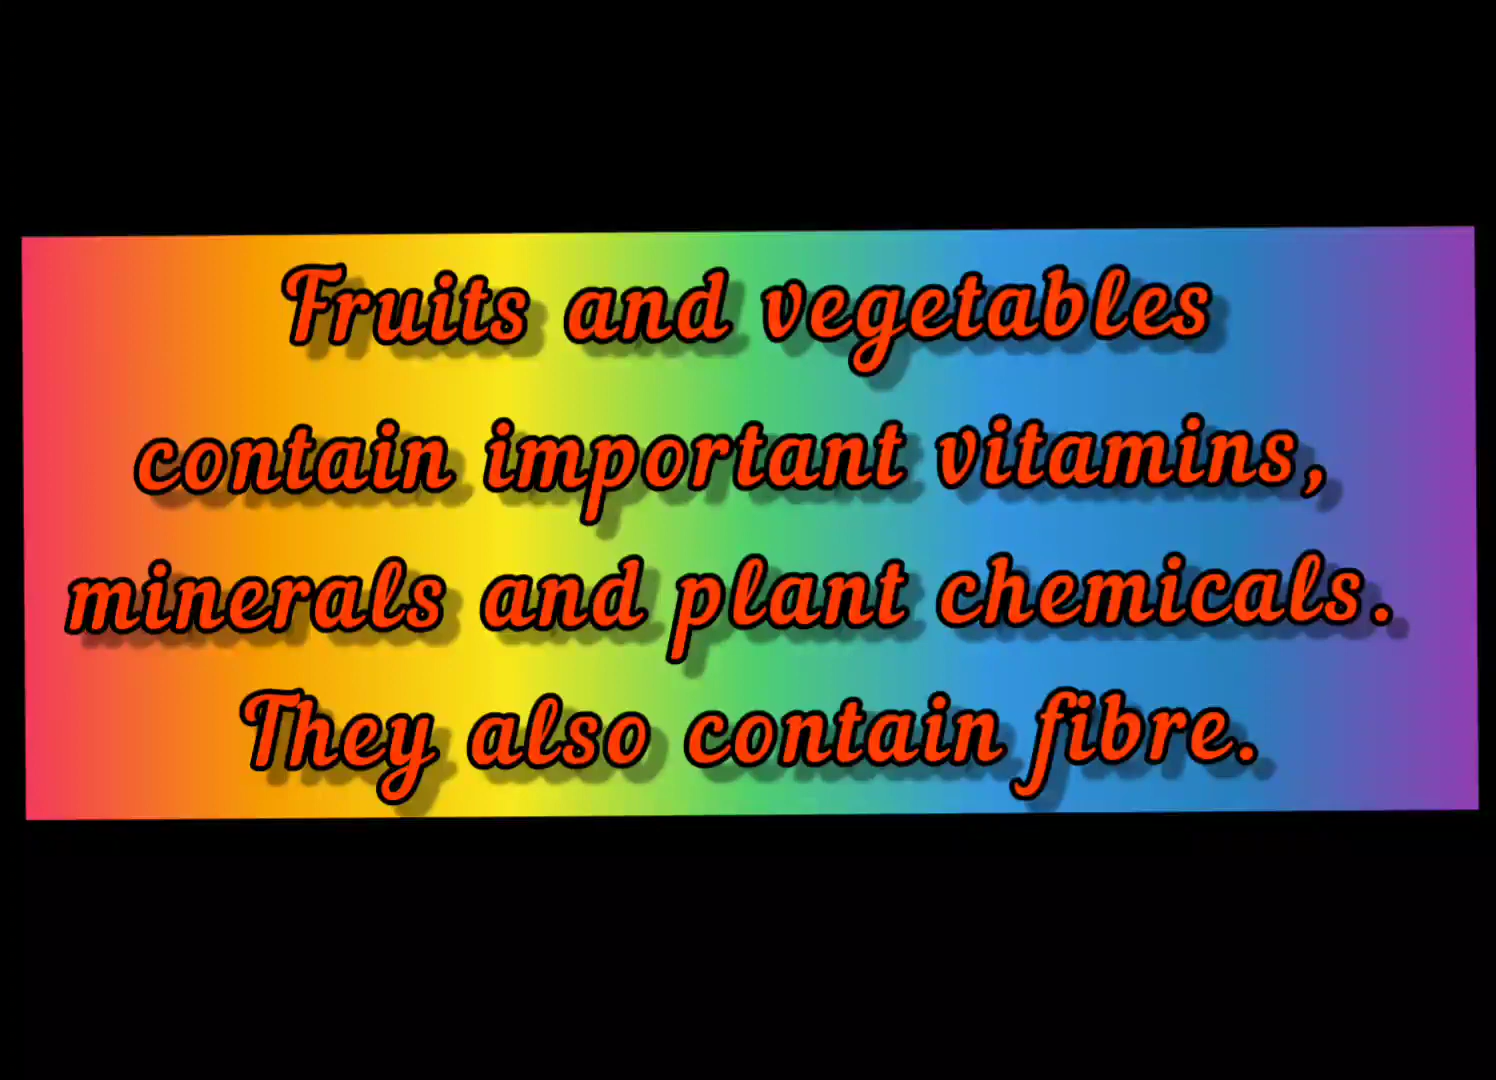 Fruits and vegetables
contain important vitamins,
minerals and plant chemicals.
They also contain fibre.